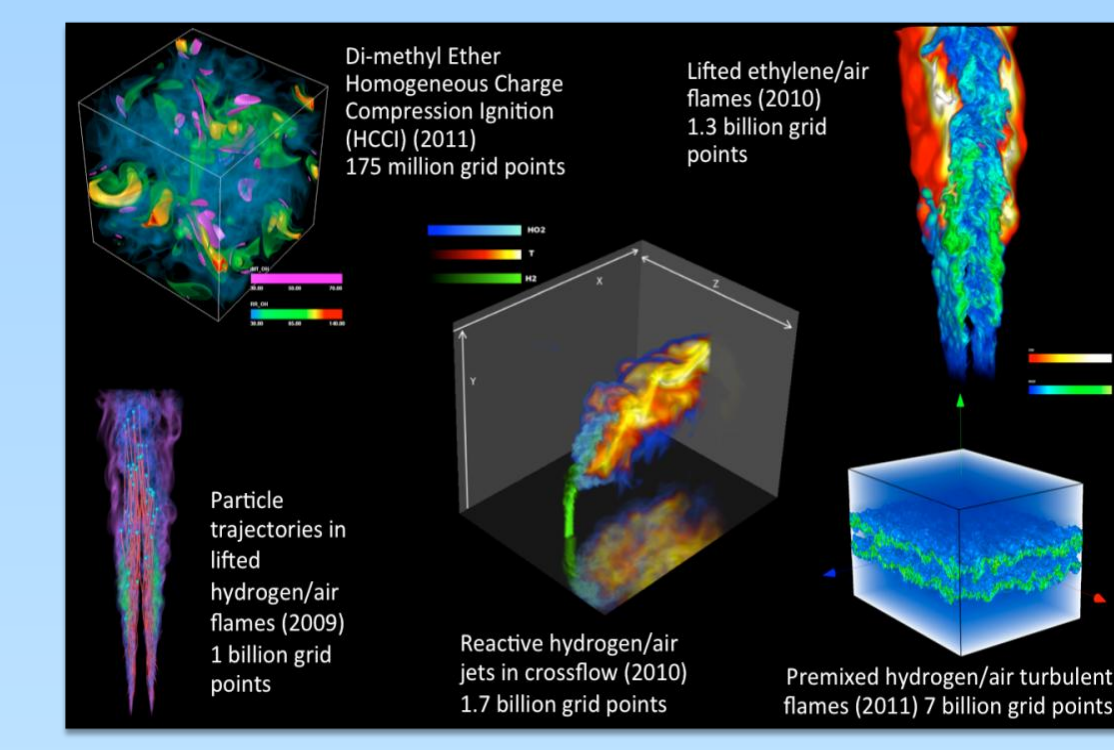 Di-methyl Ether
Homogeneous Charge
Compression Ignition
(HCCI) (2011)
175 million grid points
Lifted ethylene/air
flames (2010)
1.3 billion grid
points
HO2
T
H2
X
Z
Y
Particle
trajectories in
lifted
hydrogen/air
flames (2009)
1 billion grid
points
Reactive hydrogen/air
jets in crossflow (2010)
1.7 billion grid points
Premixed hydrogen/air turbulent
flames (2011) 7 billion grid points